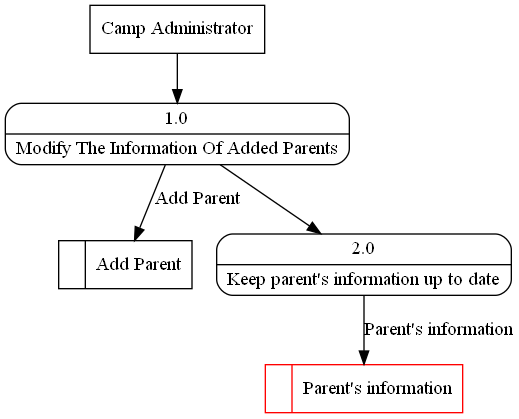 Camp Administrator
1.0
Modify The Information Of Added Parents
Add Parent
Add Parent
2.0
Keep parent's information up to date
Parent's information
Parent's information